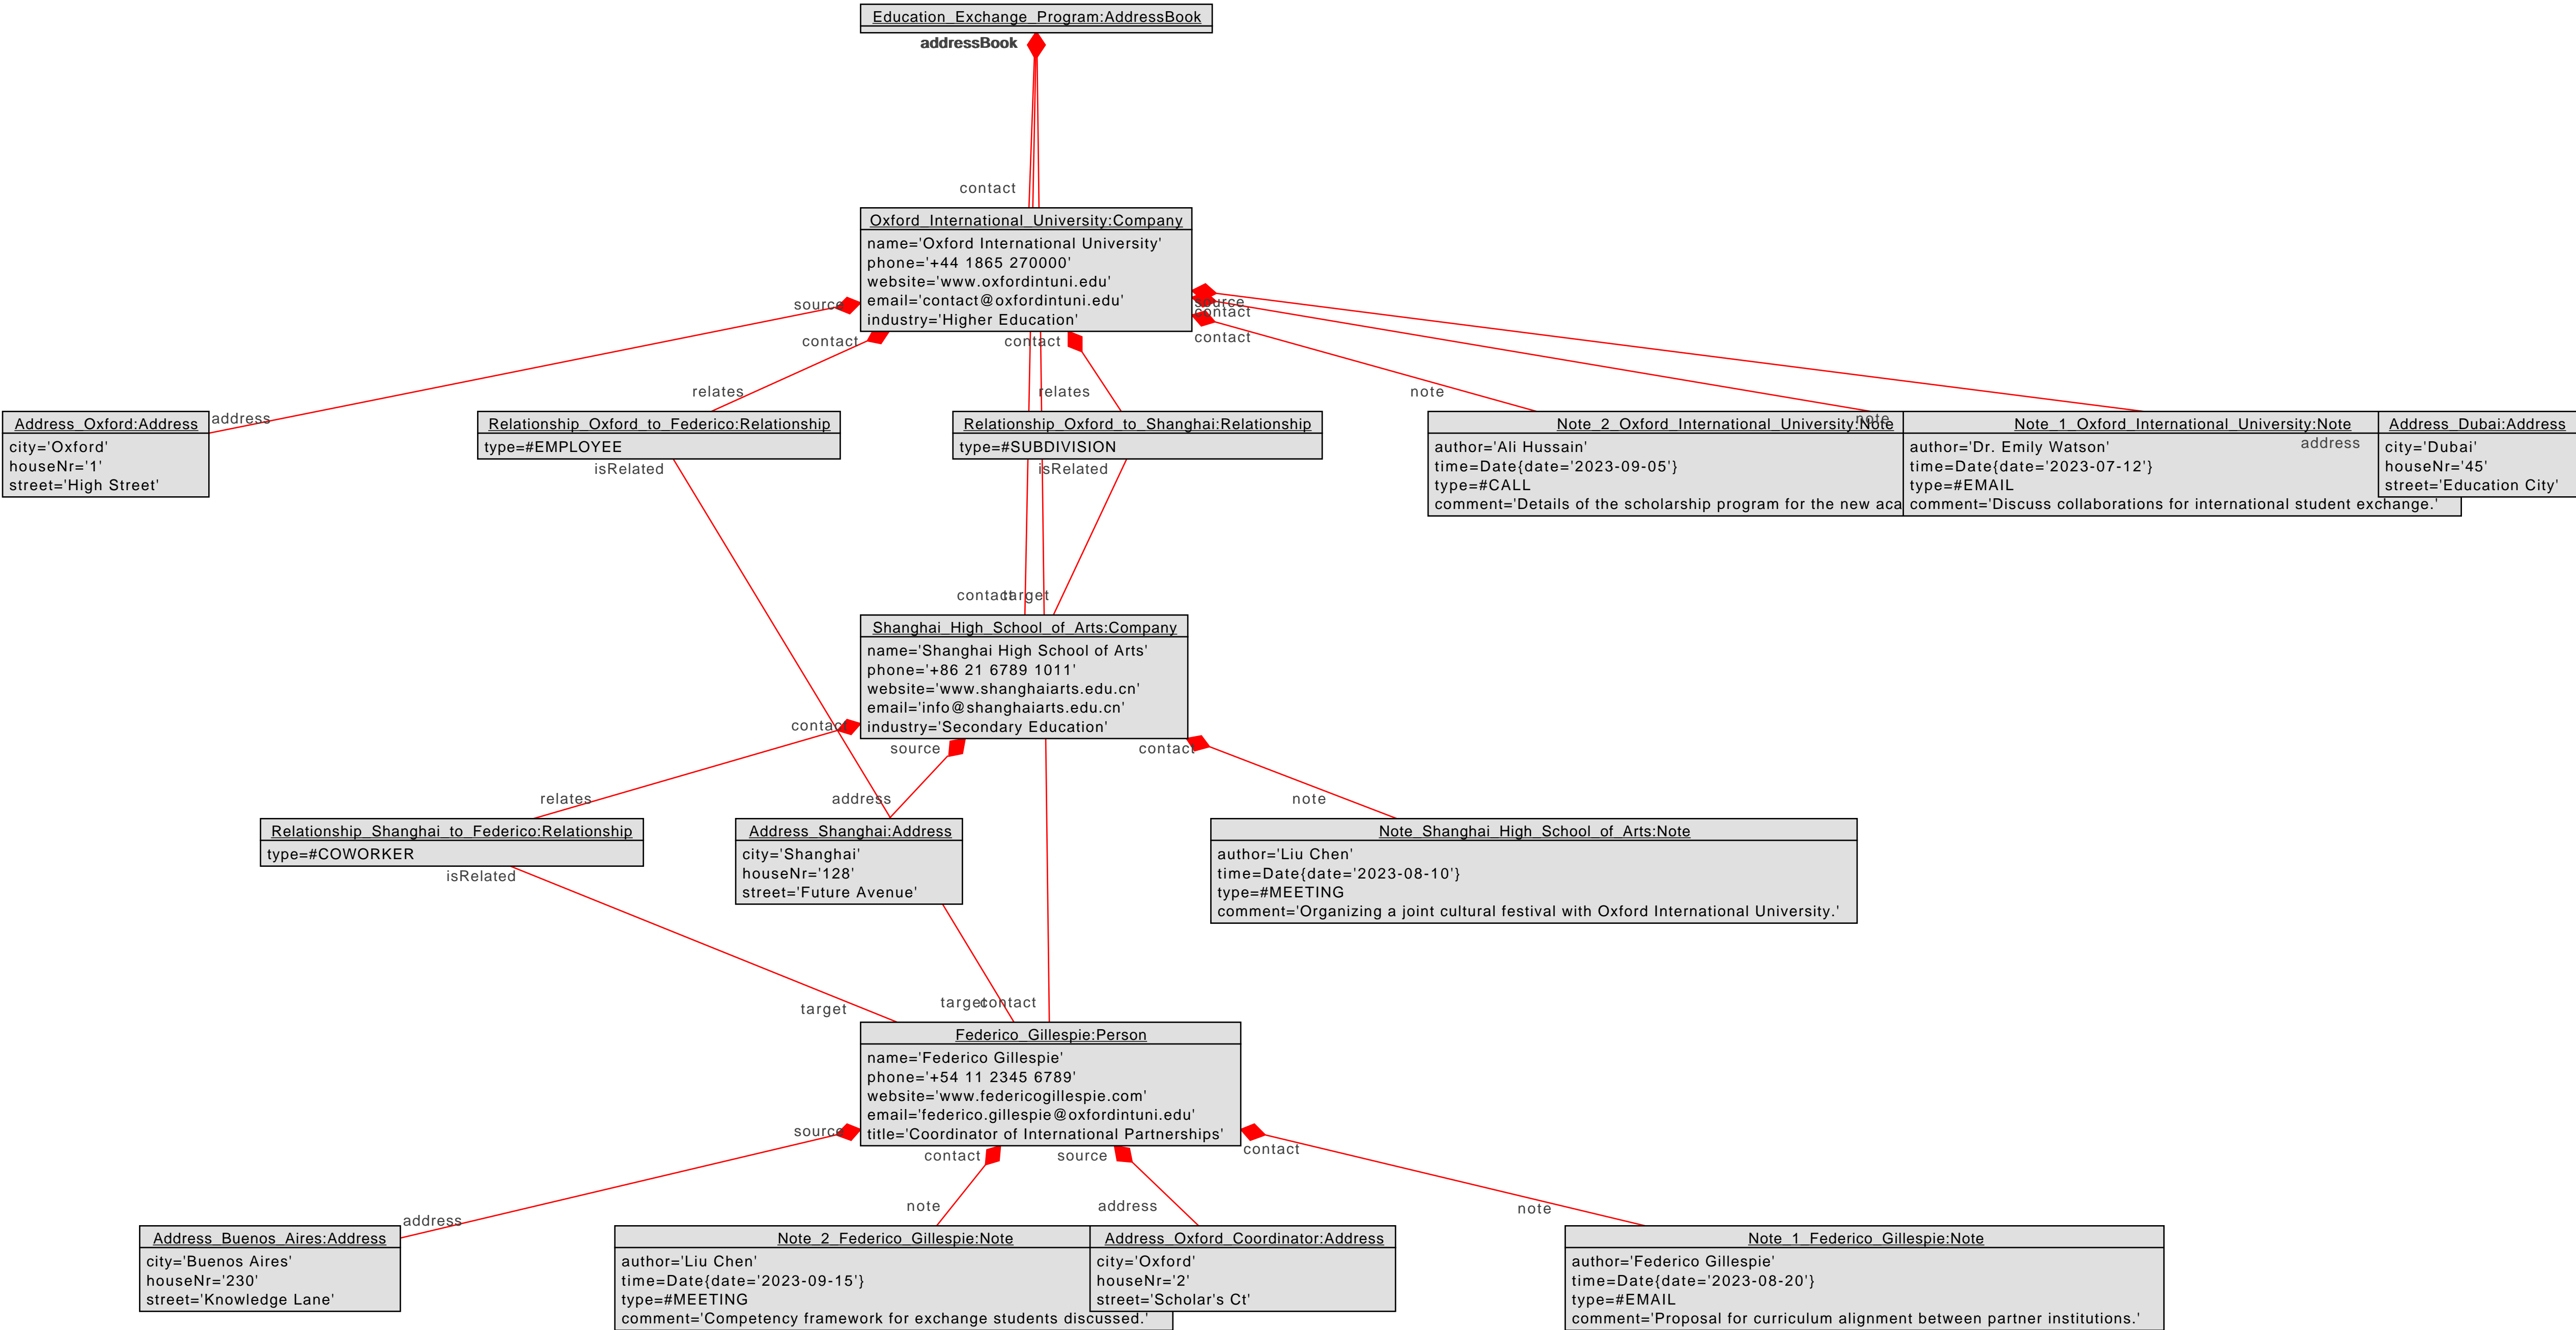 Education_Exchange_Program:AddressBook
addressBook
contact
Oxford_International_University:Company
name='Oxford International University'
phone='+44 1865 270000'
website='www.oxfordintuni.edu'
email='contact@oxfordintuni.edu'
industry='Higher Education'
source
source
contact
contact
contact
contact
relates
relates
note
note
address
address
Address_Oxford:Address
city='Oxford'
houseNr='1'
street='High Street'
Relationship_Oxford_to_Federico:Relationship
type=#EMPLOYEE
isRelated
Relationship_Oxford_to_Shanghai:Relationship
type=#SUBDIVISION
isRelated
Note_2_Oxford_International_University:Note
author='Ali Hussain'
time=Date{date='2023-09-05'}
type=#CALL
comment='Details of the scholarship program for the new aca
Note_1_Oxford_International_University:Note
author='Dr. Emily Watson'
time=Date{date='2023-07-12'}
type=#EMAIL
comment='Discuss collaborations for international student exchange.'
Address_Dubai:Address
city='Dubai'
houseNr='45'
street='Education City'
contact
target
Shanghai_High_School_of_Arts:Company
name='Shanghai High School of Arts'
phone='+86 21 6789 1011'
website='www.shanghaiarts.edu.cn'
email='info@shanghaiarts.edu.cn'
industry='Secondary Education'
contact
source
contact
relates
address
note
Relationship_Shanghai_to_Federico:Relationship
type=#COWORKER
isRelated
Address_Shanghai:Address
city='Shanghai'
houseNr='128'
street='Future Avenue'
Note_Shanghai_High_School_of_Arts:Note
author='Liu Chen'
time=Date{date='2023-08-10'}
type=#MEETING
comment='Organizing a joint cultural festival with Oxford International University.'
target
target
contact
Federico_Gillespie:Person
name='Federico Gillespie'
phone='+54 11 2345 6789'
website='www.federicogillespie.com'
email='federico.gillespie@oxfordintuni.edu'
title='Coordinator of International Partnerships'
source
contact
source
contact
address
note
address
note
Address_Buenos_Aires:Address
city='Buenos Aires'
houseNr='230'
street='Knowledge Lane'
Note_2_Federico_Gillespie:Note
author='Liu Chen'
time=Date{date='2023-09-15'}
type=#MEETING
comment='Competency framework for exchange students discussed.'
Address_Oxford_Coordinator:Address
city='Oxford'
houseNr='2'
street='Scholar's Ct'
Note_1_Federico_Gillespie:Note
author='Federico Gillespie'
time=Date{date='2023-08-20'}
type=#EMAIL
comment='Proposal for curriculum alignment between partner institutions.'